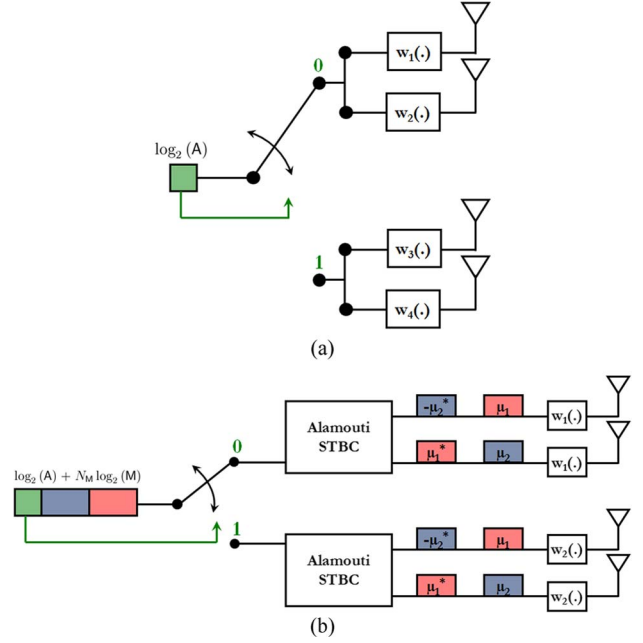 0
w₁(.)
w₂(.)
log₂ (A)
1
w₃(.)
w₄(.)
(a)
log₂ (A) + N_M log₂ (M)
0
Alamouti
STBC
-μ₂*
μ₁
w₁(.)
μ₁*
μ₂
w₁(.)
1
Alamouti
STBC
-μ₂*
μ₁
w₂(.)
μ₁*
μ₂
w₂(.)
(b)